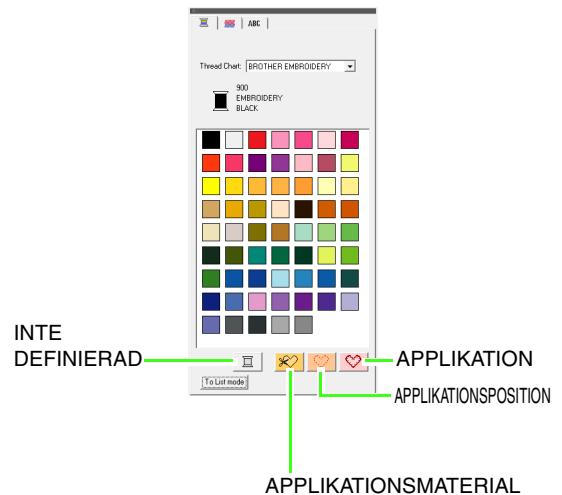 ABC
Thread Chart: BROTHER EMBROIDERY
900
EMBROIDERY
BLACK
INTE
DEFINIERAD
APPLIKATION
To List mode
APPLIKATIONSPOSITION
APPLIKATIONSMATERIAL